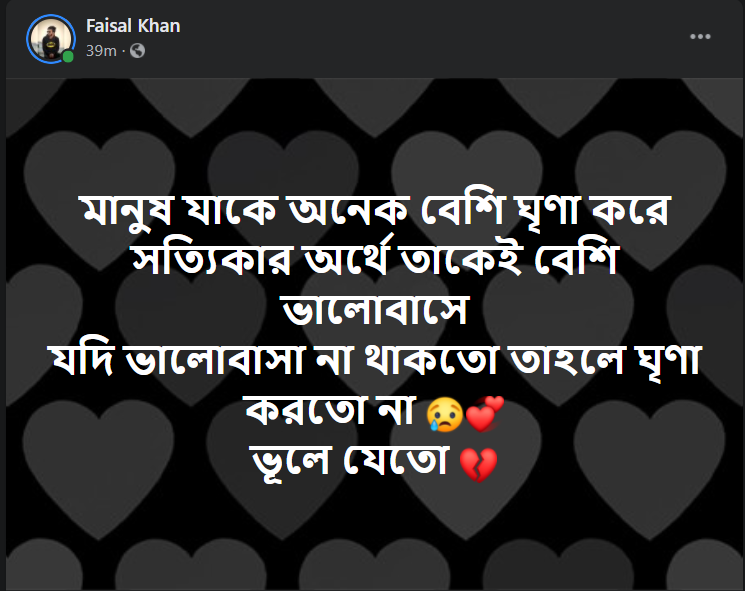 Faisal Khan
39m ·
মানুষ যাকে অনেক বেশি ঘৃণা করে
সত্যিকার অর্থে তাকেই বেশি
ভালোবাসে
যদি ভালোবাসা না থাকতো তাহলে ঘৃণা
করতো না 😢💞
ভূলে যেতো 💔